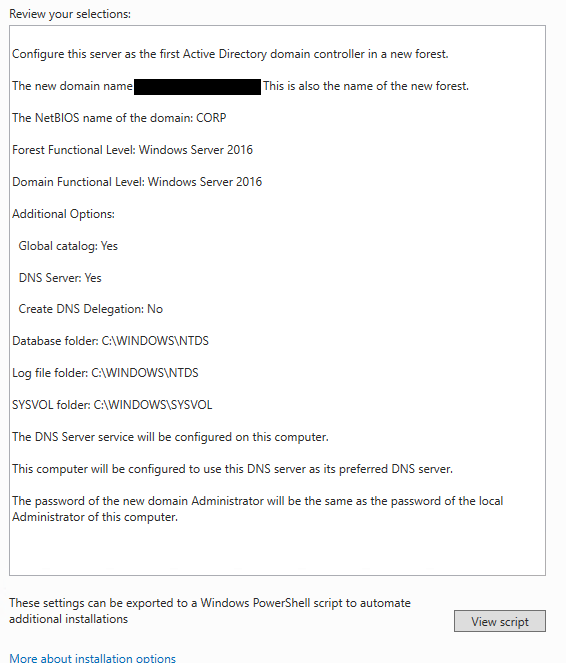 Review your selections:
Configure this server as the first Active Directory domain controller in a new forest.
The new domain name This is also the name of the new forest.
The NetBIOS name of the domain: CORP
Forest Functional Level: Windows Server 2016
Domain Functional Level: Windows Server 2016
Additional Options:
Global catalog: Yes
DNS Server: Yes
Create DNS Delegation: No
Database folder: C:\WINDOWS\NTDS
Log file folder: C:\WINDOWS\NTDS
SYSVOL folder: C:\WINDOWS\SYSVOL
The DNS Server service will be configured on this computer.
This computer will be configured to use this DNS server as its preferred DNS server.
The password of the new domain Administrator will be the same as the password of the local
Administrator of this computer.
These settings can be exported to a Windows PowerShell script to automate
additional installations
View script
More about installation options